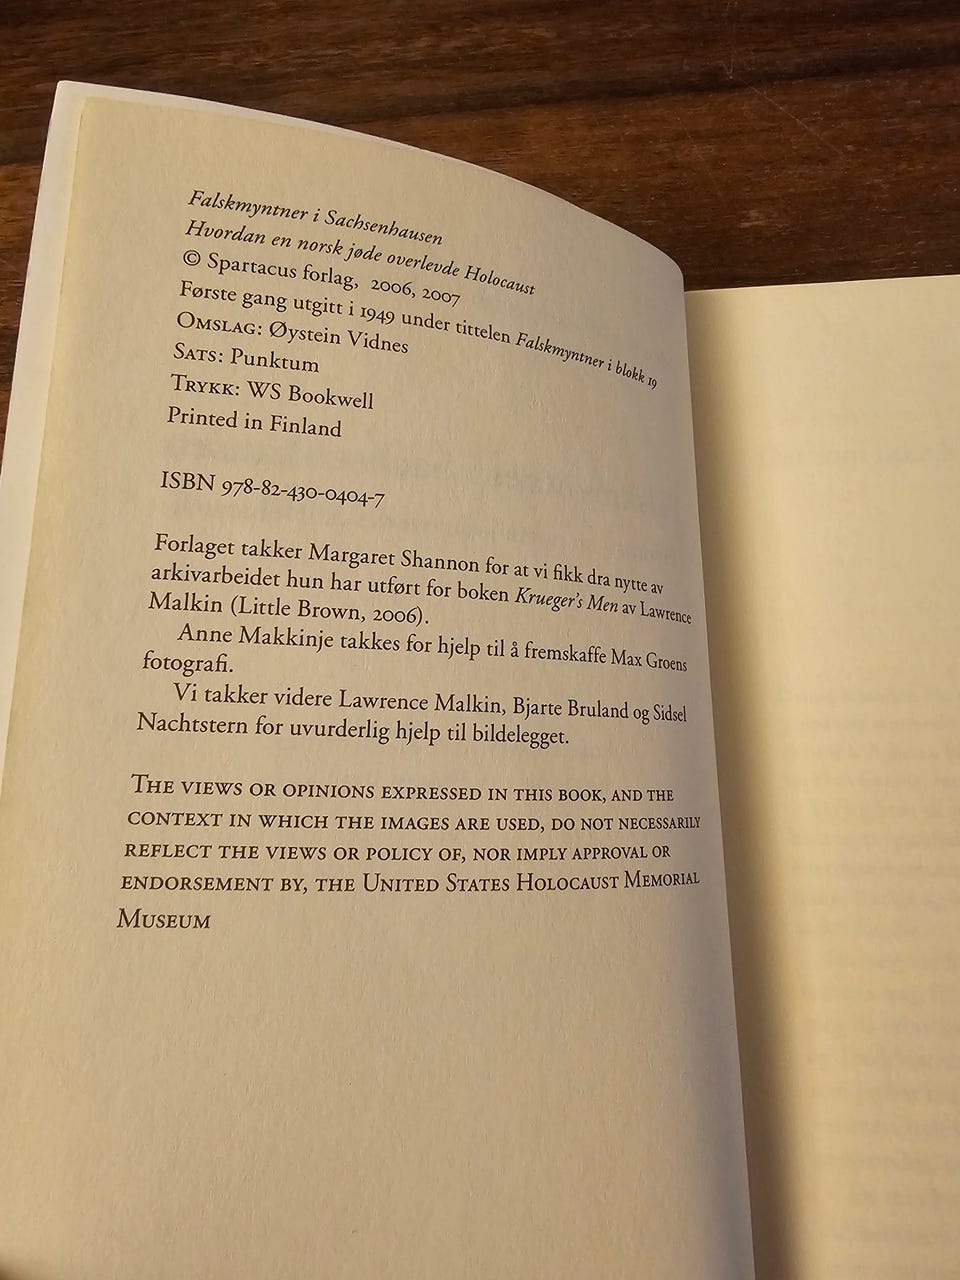 Falskmyntner i Sachsenhausen
Hvordan en norsk jøde overlevde Holocaust
© Spartacus forlag, 2006, 2007
Første gang utgitt i 1949 under tittelen Falskmyntner i blokk 19
OMSLAG: Øystein Vidnes
SATS: Punktum
TRYKK: WS Bookwell
Printed in Finland
ISBN 978-82-430-0404-7
Forlaget takker Margaret Shannon for at vi fikk dra nytte av
arkivarbeidet hun har utført for boken Krueger's Men av Lawrence
Malkin (Little Brown, 2006).
Anne Makkinje takkes for hjelp til å fremskaffe Max Groens
fotografi.
Vi takker videre Lawrence Malkin, Bjarte Bruland og Sidsel
Nachtstern for uvurderlig hjelp til bildelegget.
THE VIEWS OR OPINIONS EXPRESSED IN THIS BOOK, AND THE
CONTEXT IN WHICH THE IMAGES ARE USED, DO NOT NECESSARILY
REFLECT THE VIEWS OR POLICY OF, NOR IMPLY APPROVAL OR
ENDORSEMENT BY, THE UNITED STATES HOLOCAUST MEMORIAL
MUSEUM